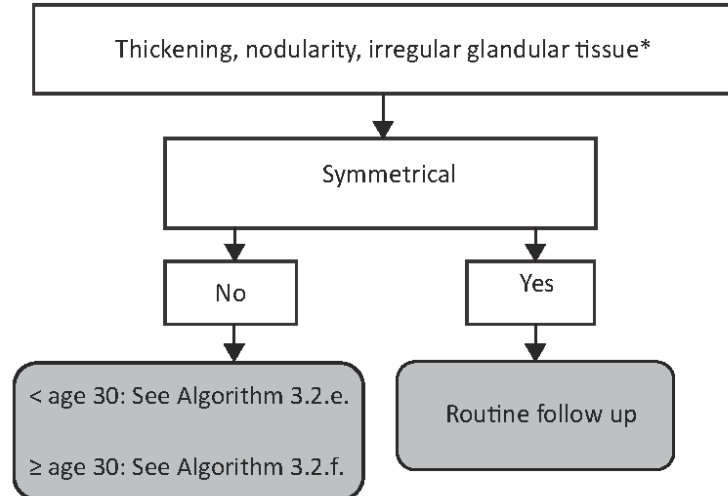 Thickening, nodularity, irregular glandular tissue*
Symmetrical
No
Yes
< age 30: See Algorithm 3.2.e.
≥ age 30: See Algorithm 3.2.f.
Routine follow up